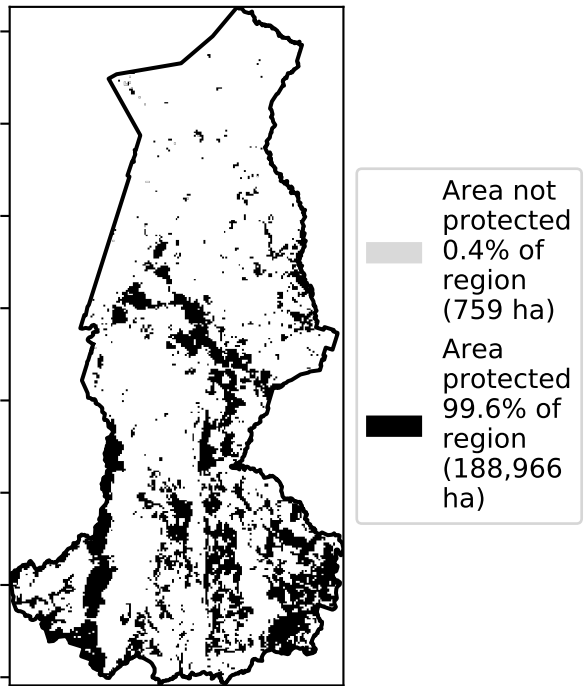 Area not
protected
0.4% of
region
(759 ha)
Area
protected
99.6% of
region
(188,966
ha)